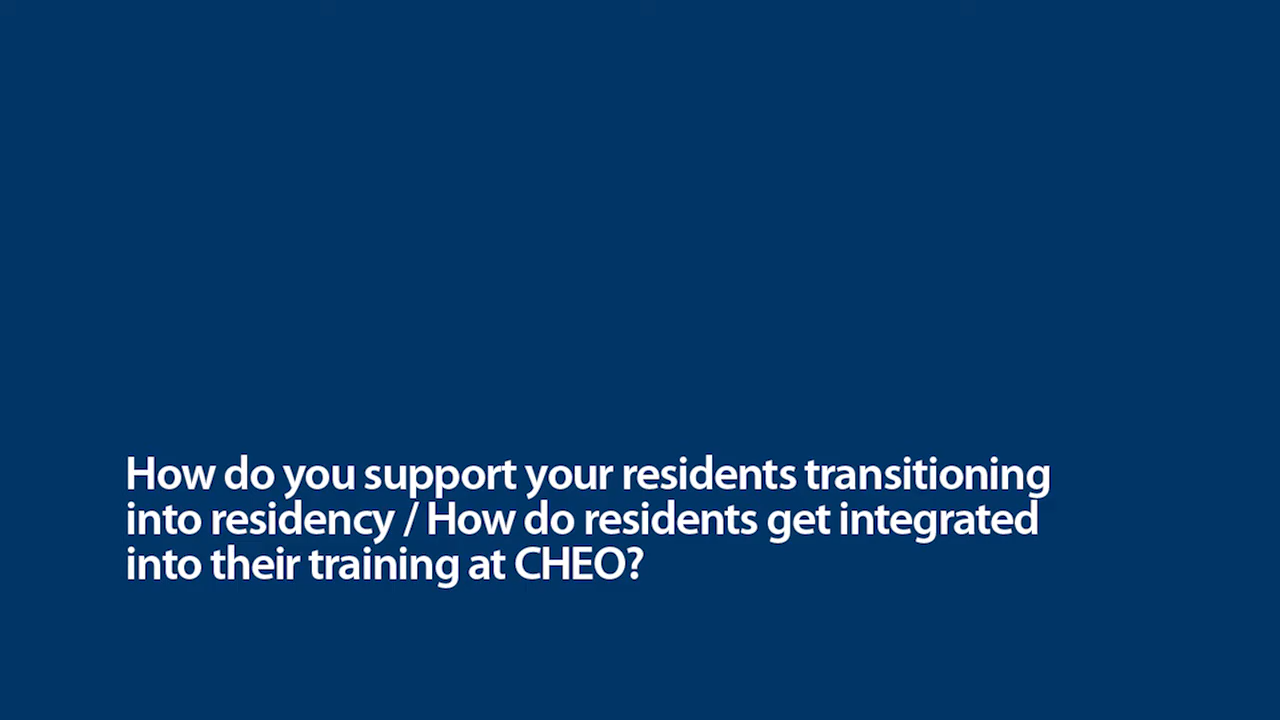 How do you support your residents transitioning
into residency / How do residents get integrated
into their training at CHEO?